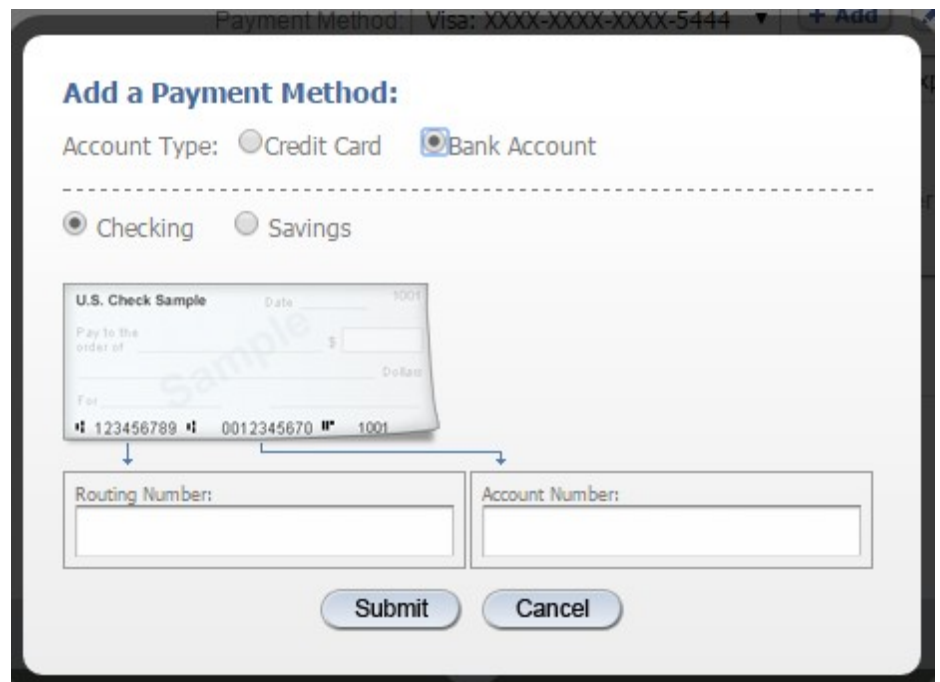 Payment Method: Visa: XXXX-XXXX-XXXX-5444 ▼ + Add
Add a Payment Method:
Account Type: Credit Card Bank Account
Checking Savings
U.S. Check Sample Date 1001
Pay to the
order of $
Sample
Dollars
For
123456789 0012345670 1001
Routing Number: Account Number:
Submit Cancel